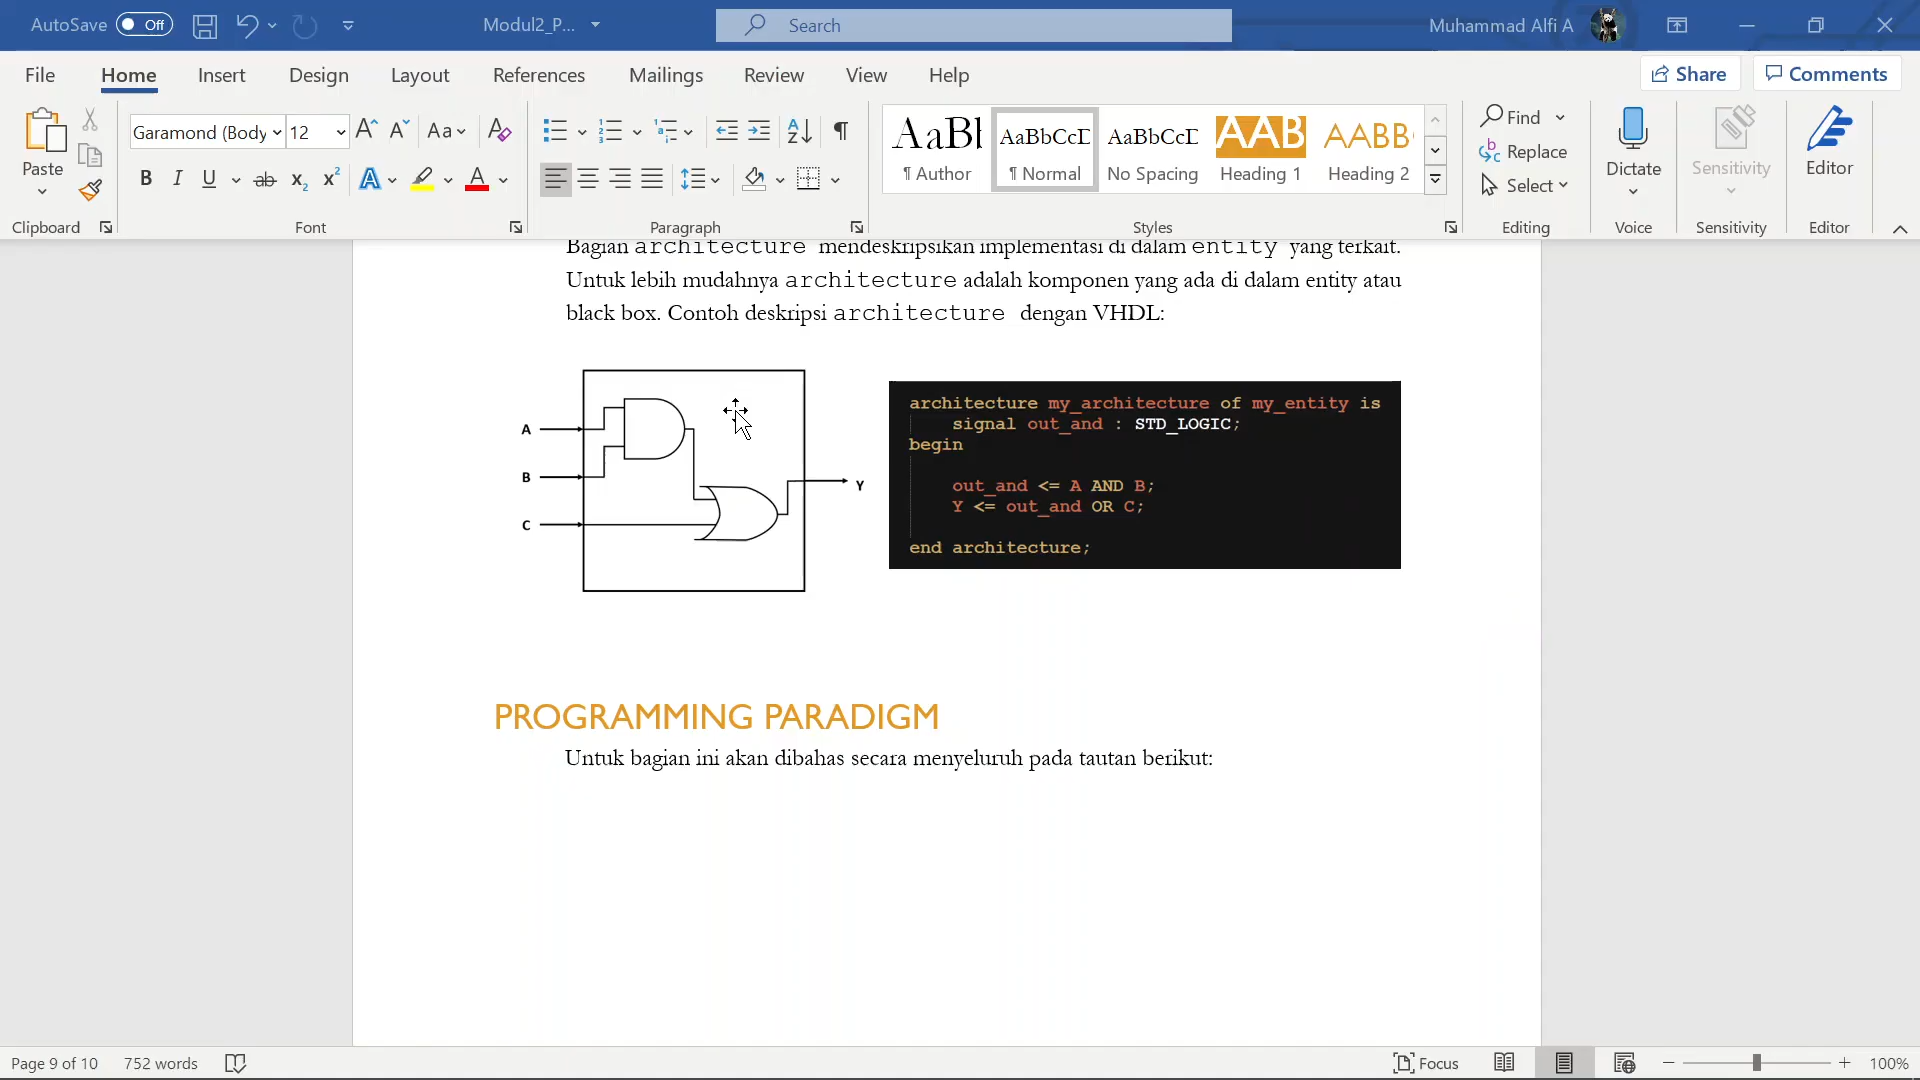 AutoSave Off Modul2_P... Search Muhammad Alfi A
File Home Insert Design Layout References Mailings Review View Help Share Comments
Paste
Garamond (Body 12 A A Aa A
B I U ab x2 x2 A A
AaBb AaBbCcD AaBbCcD AAB AABB
¶ Author ¶ Normal No Spacing Heading 1 Heading 2
Find
Replace
Select
Dictate
Sensitivity
Editor
Clipboard Font Paragraph Styles Editing Voice Sensitivity Editor
Bagian architecture mendeskripsikan implementasi di dalam entity yang terkait.
Untuk lebih mudahnya architecture adalah komponen yang ada di dalam entity atau
black box. Contoh deskripsi architecture dengan VHDL:
A
B
C
Y
architecture my_architecture of my_entity is
signal out_and : STD_LOGIC;
begin
out_and <= A AND B;
Y <= out_and OR C;
end architecture;
PROGRAMMING PARADIGM
Untuk bagian ini akan dibahas secara menyeluruh pada tautan berikut:
Page 9 of 10 752 words Focus 100%